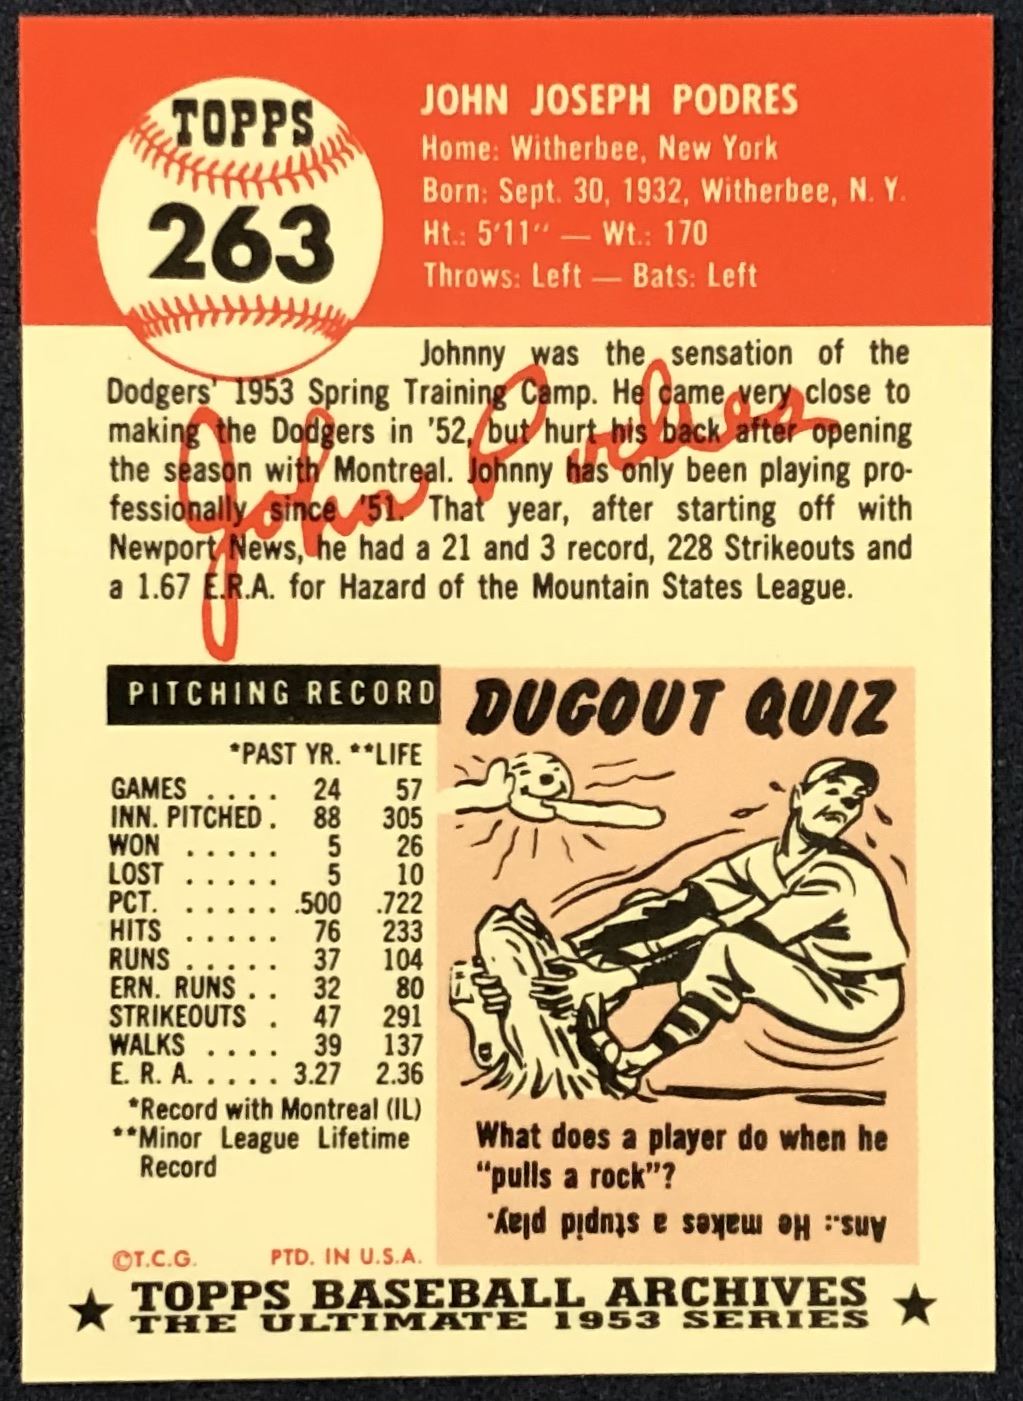 TOPPS
263
JOHN JOSEPH PODRES
Home: Witherbee, New York
Born: Sept. 30, 1932, Witherbee, N. Y.
Ht.: 5'11" — Wt.: 170
Throws: Left — Bats: Left
Johnny was the sensation of the
Dodgers' 1953 Spring Training Camp. He came very close to
making the Dodgers in '52, but hurt his back after opening
the season with Montreal. Johnny has only been playing pro-
fessionally since '51. That year, after starting off with
Newport News, he had a 21 and 3 record, 228 Strikeouts and
a 1.67 E.R.A. for Hazard of the Mountain States League.
John Podres
PITCHING RECORD
*PAST YR. **LIFE
GAMES .... 24 57
INN. PITCHED . 88 305
WON ..... 5 26
LOST ..... 5 10
PCT. ..... .500 .722
HITS ..... 76 233
RUNS ..... 37 104
ERN. RUNS .. 32 80
STRIKEOUTS . 47 291
WALKS .... 39 137
E. R. A. .... 3.27 2.36
*Record with Montreal (IL)
**Minor League Lifetime
Record
DUGOUT QUIZ
What does a player do when he
"pulls a rock"?
Ans.: He makes a stupid play.
©T.C.G. PTD. IN U.S.A.
★ TOPPS BASEBALL ARCHIVES ★
THE ULTIMATE 1953 SERIES